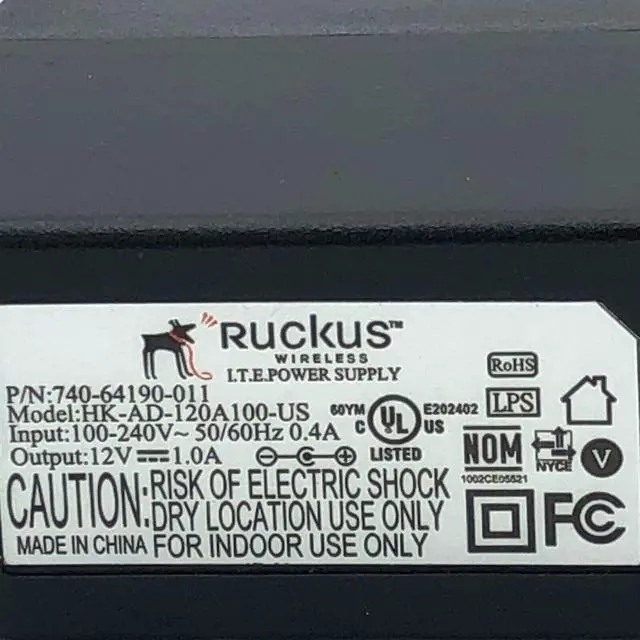 RUCKUS™
WIRELESS
I.T.E.POWER SUPPLY
P/N:740-64190-011
Model:HK-AD-120A100-US
Input:100-240V~ 50/60Hz 0.4A
Output:12V⎓1.0A
60YM
C UL US
E202402
LISTED
RoHS
LPS
NOM
1002CE05521
NYCE
V
FC
CAUTION:RISK OF ELECTRIC SHOCK
DRY LOCATION USE ONLY
MADE IN CHINA FOR INDOOR USE ONLY